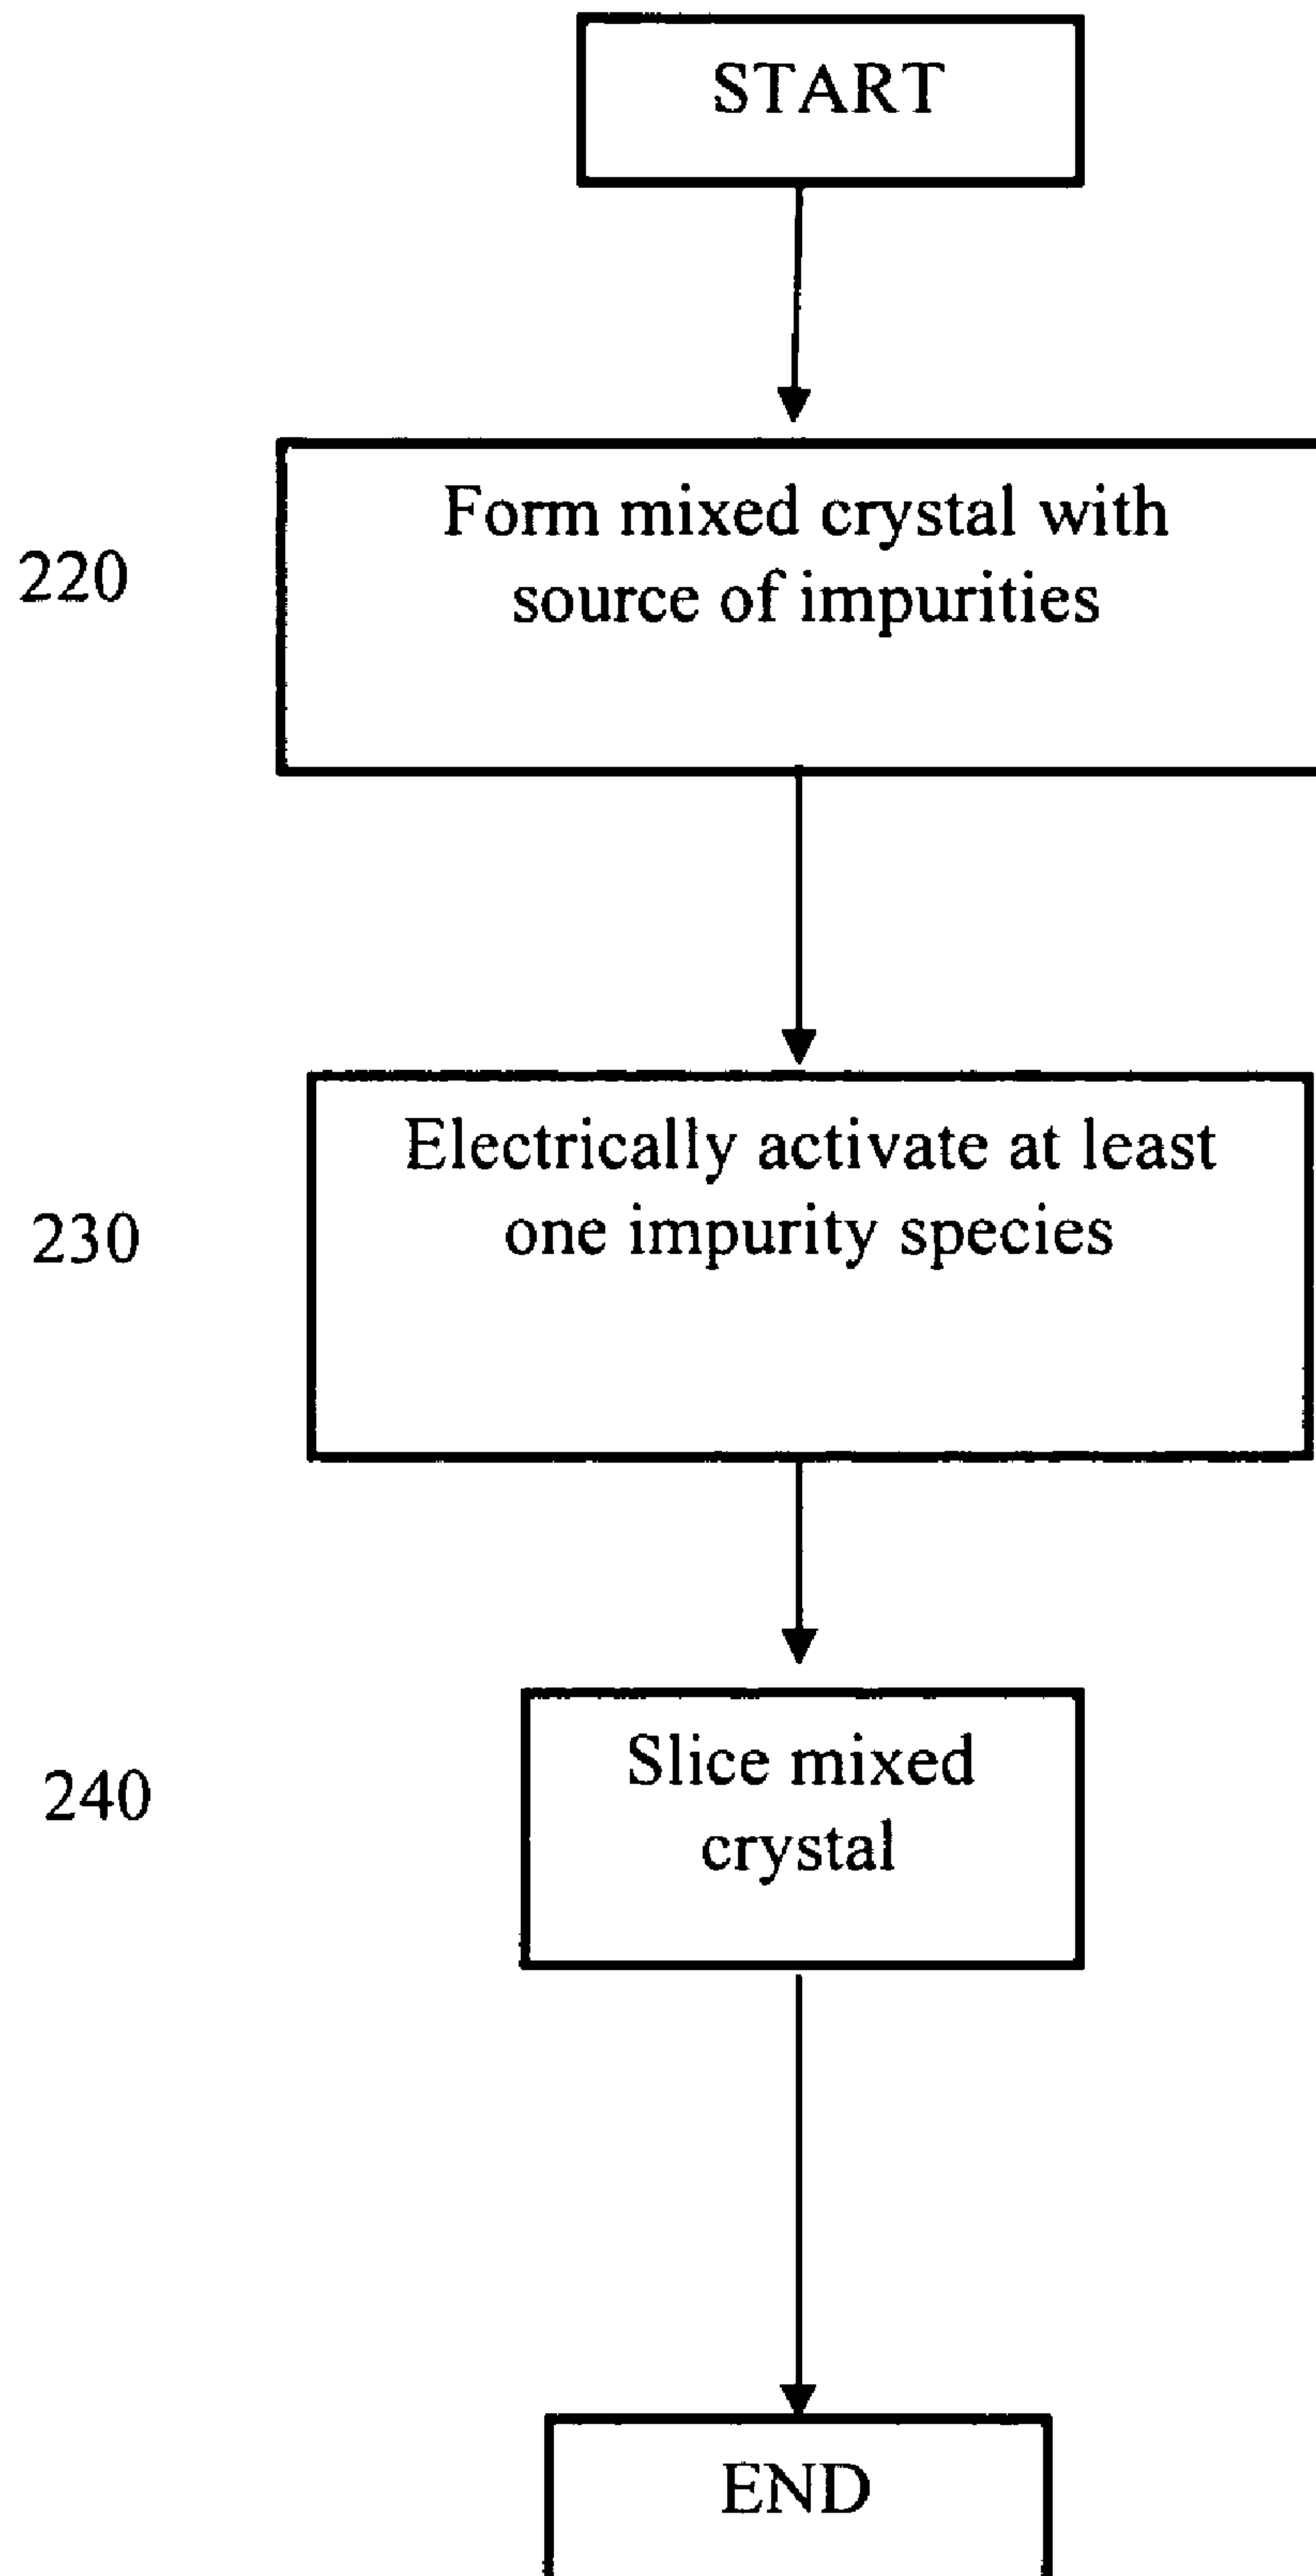 START
220
Form mixed crystal with
source of impurities
230
Electrically activate at least
one impurity species
240
Slice mixed
crystal
END